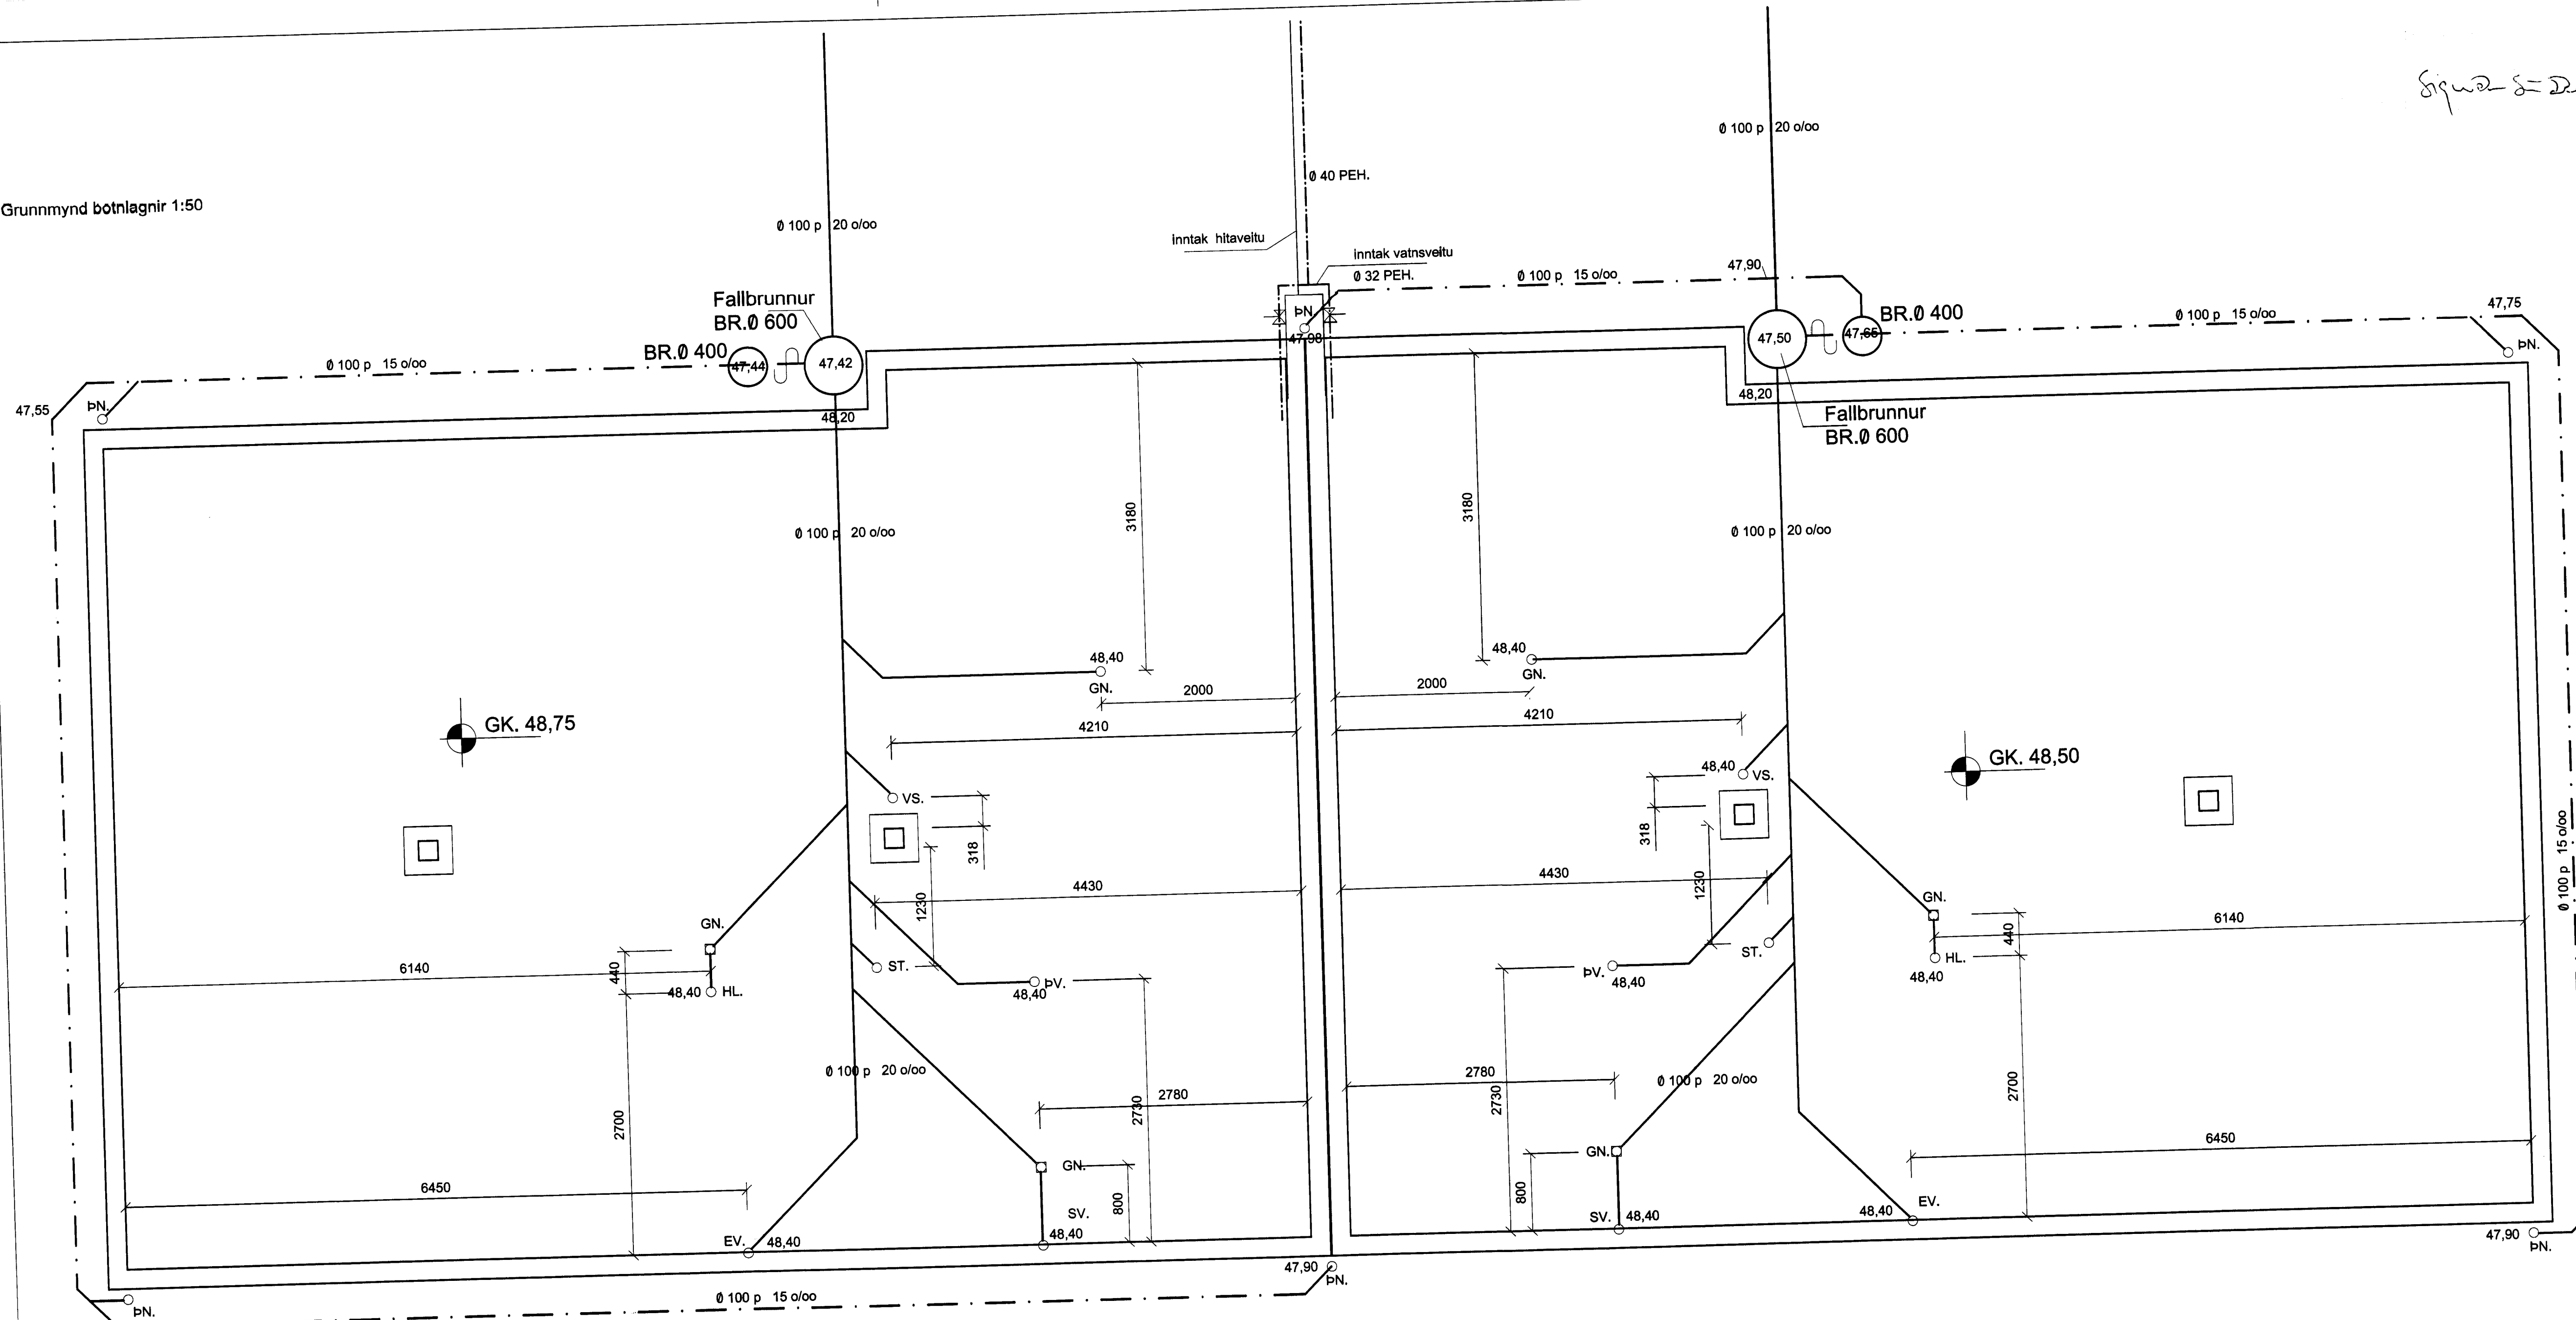 Ø 100 p 20 o/oo
Ø 40 PEH.
Grunnmynd botnlagnir 1:50
Ø 100 p 20 o/oo
inntak hitaveitu
inntak vatnsveitu
Ø 32 PEH.
Ø 100 p 15 o/oo
47,90
Fallbrunnur
BR.Ø 600
BR.Ø 400
47,44
47,42
Ø 100 p 15 o/oo
47,55
ÞN.
48,20
ÞN.
47,98
47,50
47,65
BR.Ø 400
Ø 100 p 15 o/oo
47,75
ÞN.
48,20
Fallbrunnur
BR.Ø 600
Ø 100 p 20 o/oo
3180
3180
Ø 100 p 20 o/oo
48,40
GN.
2000
4210
48,40
GN.
2000
4210
GK. 48,75
GK. 48,50
VS.
318
1230
4430
48,40
VS.
318
1230
4430
Ø 100 p 15 o/oo
GN.
6140
440
48,40
HL.
ST.
48,40
ÞV.
ÞV.
48,40
ST.
GN.
440
HL.
48,40
6140
Ø 100 p 20 o/oo
2700
2730
2780
2780
2730
Ø 100 p 20 o/oo
2700
6450
GN.
800
SV.
48,40
EV.
48,40
GN.
800
SV.
48,40
48,40
EV.
6450
47,90
ÞN.
47,90
ÞN.
ÞN.
Ø 100 p 15 o/oo